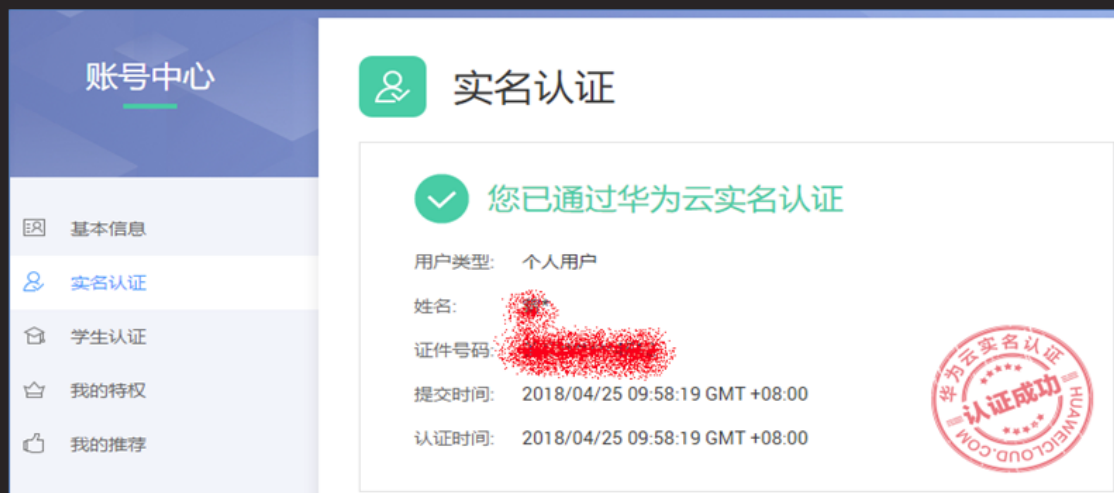 账号中心
基本信息
实名认证
学生认证
我的特权
我的推荐
实名认证
您已通过华为云实名认证
用户类型: 个人用户
姓名:
证件号码:
提交时间: 2018/04/25 09:58:19 GMT +08:00
认证时间: 2018/04/25 09:58:19 GMT +08:00
华为云实名认证
认证成功
HUAWEICLOUD.COM